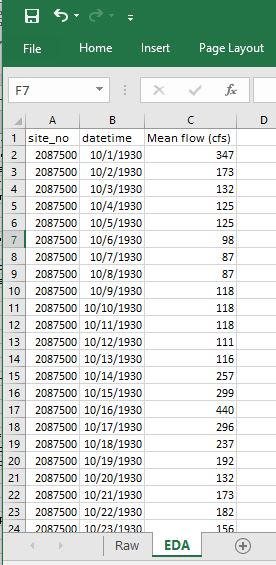 File Home Insert Page Layout
F7
A B C D
1 site_no datetime Mean flow (cfs)
2 2087500 10/1/1930 347
3 2087500 10/2/1930 173
4 2087500 10/3/1930 132
5 2087500 10/4/1930 125
6 2087500 10/5/1930 125
7 2087500 10/6/1930 98
8 2087500 10/7/1930 87
9 2087500 10/8/1930 87
10 2087500 10/9/1930 118
11 2087500 10/10/1930 118
12 2087500 10/11/1930 118
13 2087500 10/12/1930 111
14 2087500 10/13/1930 116
15 2087500 10/14/1930 257
16 2087500 10/15/1930 299
17 2087500 10/16/1930 440
18 2087500 10/17/1930 296
19 2087500 10/18/1930 237
20 2087500 10/19/1930 192
21 2087500 10/20/1930 132
22 2087500 10/21/1930 173
23 2087500 10/22/1930 182
24 2087500 10/23/1930 156
Raw EDA